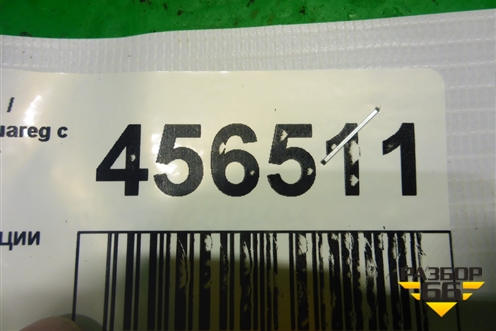 /
uareg с
456511
ции
РАЗБОР
66